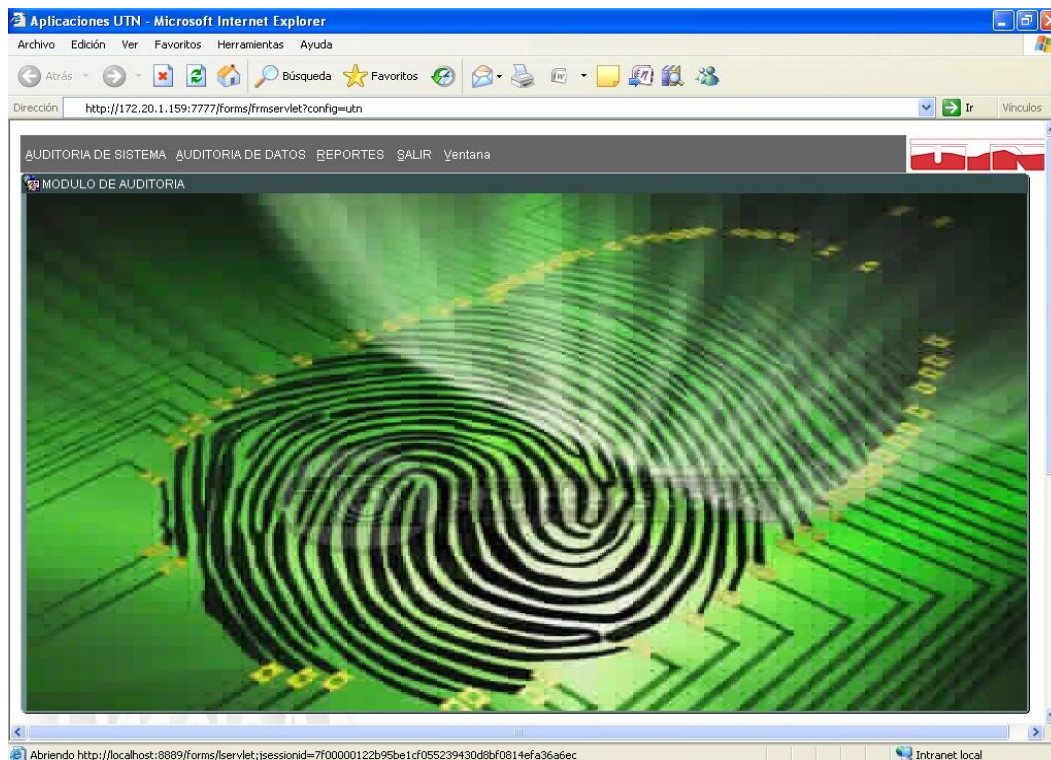 Aplicaciones UTN - Microsoft Internet Explorer
Archivo Edición Ver Favoritos Herramientas Ayuda
Atrás Búsqueda Favoritos
Dirección http://172.20.1.159:7777/forms/frmservlet?config=utn Ir Vínculos
AUDITORIA DE SISTEMA AUDITORIA DE DATOS REPORTES SALIR Ventana
MODULO DE AUDITORIA
Abriendo http://localhost:8889/forms/lservlet;jsessionid=7f00000122b95be1cf055239430d8bf0814efa36a6ec Intranet local